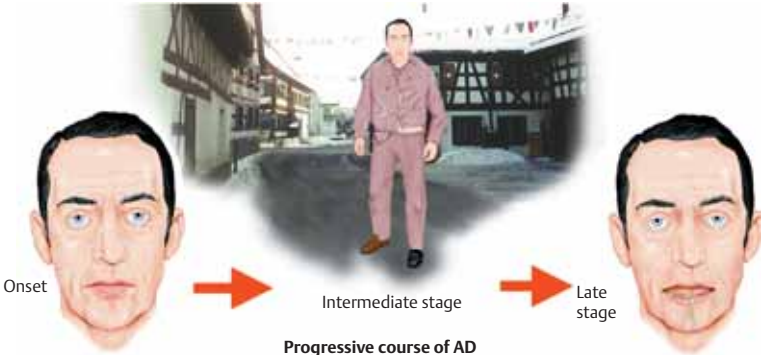 Onset
Intermediate stage
Late
stage
Progressive course of AD